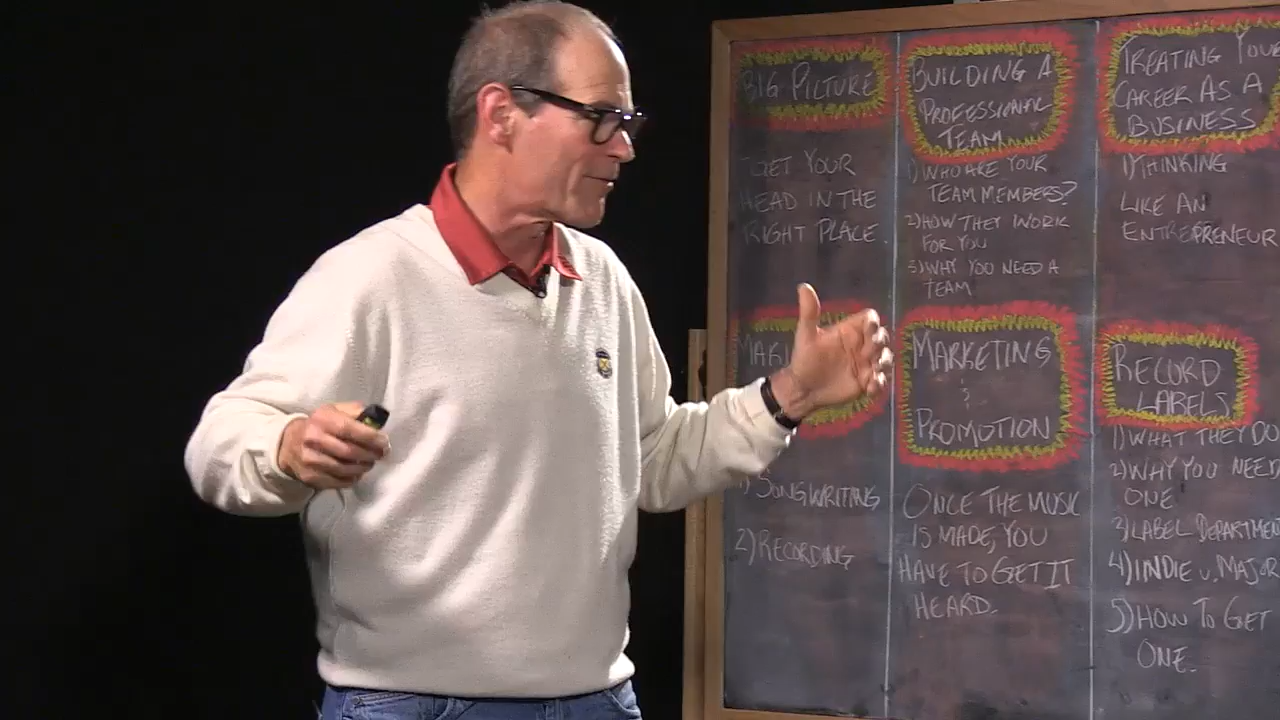 BIG PICTURE
GET YOUR
HEAD IN THE
RIGHT PLACE
BUILDING A
PROFESSIONAL
TEAM
1) WHO ARE YOUR
TEAM MEMBERS?
2) HOW THEY WORK
FOR YOU
3) WHY YOU NEED A
TEAM
TREATING YOUR
CAREER AS A
BUSINESS
1) THINKING
LIKE AN
ENTREPRENEUR
1) SONGWRITING
2) RECORDING
MARKETING
&
PROMOTION
ONCE THE MUSIC
IS MADE, YOU
HAVE TO GET IT
HEARD.
RECORD
LABELS
1) WHAT THEY DO
2) WHY YOU NEED
ONE
3) LABEL DEPARTMEN
4) INDIE v. MAJOR
5) HOW TO GET
ONE.